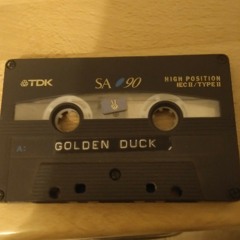 TDK SA 90 HIGH POSITION
IEC II / TYPE II
A: GOLDEN DUCK